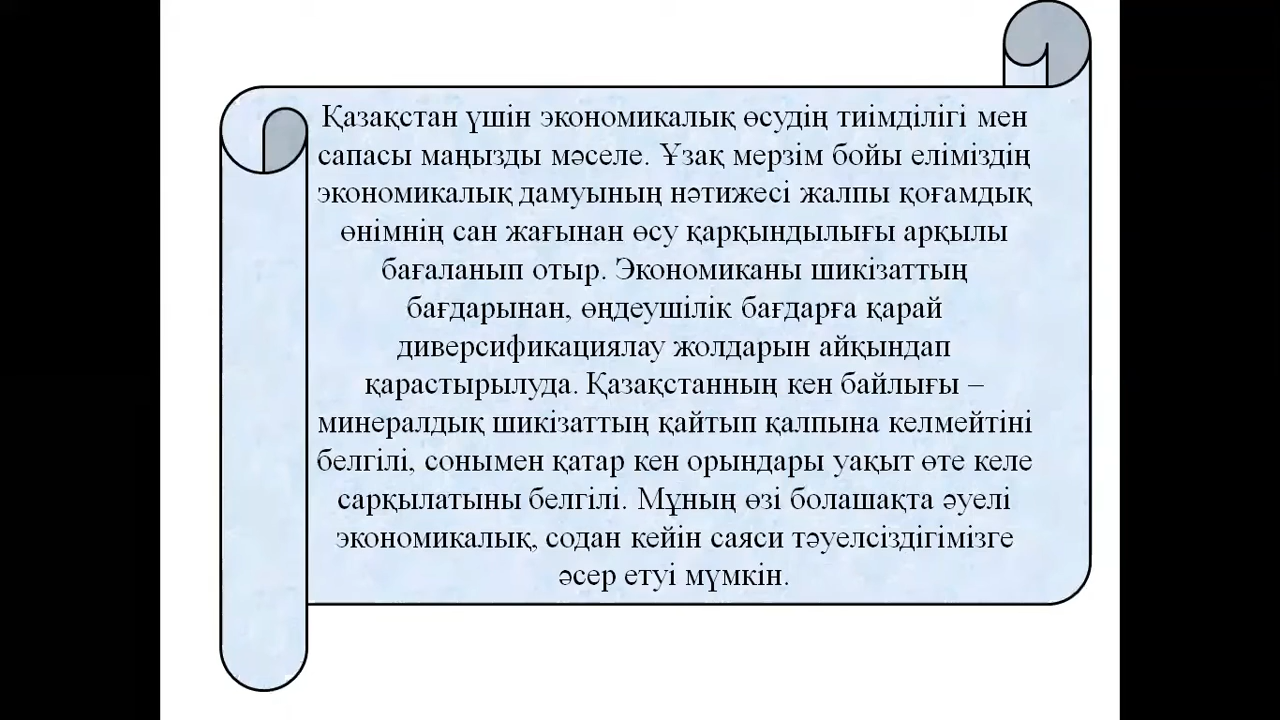 Қазақстан үшін экономикалық өсудің тиімділігі мен
сапасы маңызды мәселе. Ұзақ мерзім бойы еліміздің
экономикалық дамуының нәтижесі жалпы қоғамдық
өнімнің сан жағынан өсу қарқындылығы арқылы
бағаланып отыр. Экономиканы шикізаттың
бағдарынан, өңдеушілік бағдарға қарай
диверсификациялау жолдарын айқындап
қарастырылуда. Қазақстанның кен байлығы –
минералдық шикізаттың қайтып қалпына келмейтіні
белгілі, сонымен қатар кен орындары уақыт өте келе
сарқылатыны белгілі. Мұның өзі болашақта әуелі
экономикалық, содан кейін саяси тәуелсіздігімізге
әсер етуі мүмкін.